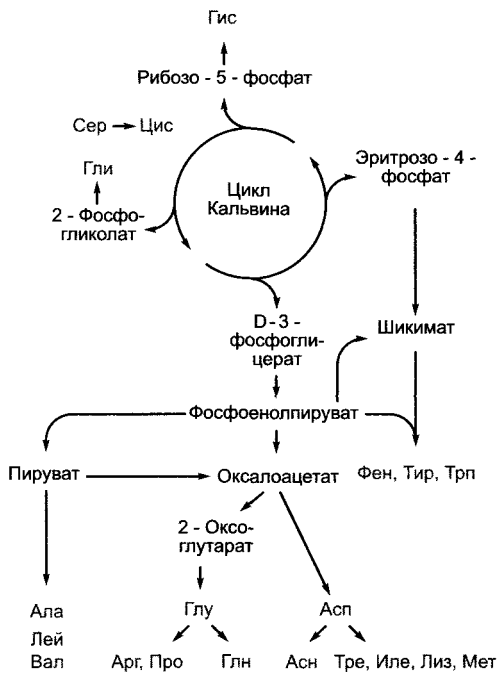 Гис
Рибозо - 5 - фосфат
Сер Цис
Гли
2 - Фосфо-
гликолат
Цикл
Кальвина
Эритрозо - 4 -
фосфат
D - 3 -
фосфогли-
церат
Шикимат
Фосфоенолпируват
Пируват
Оксалоацетат
Фен, Тир, Трп
2 - Оксо-
глутарат
Ала
Лей
Вал
Глу
Асп
Арг, Про
Глн
Асн
Тре, Иле, Лиз, Мет